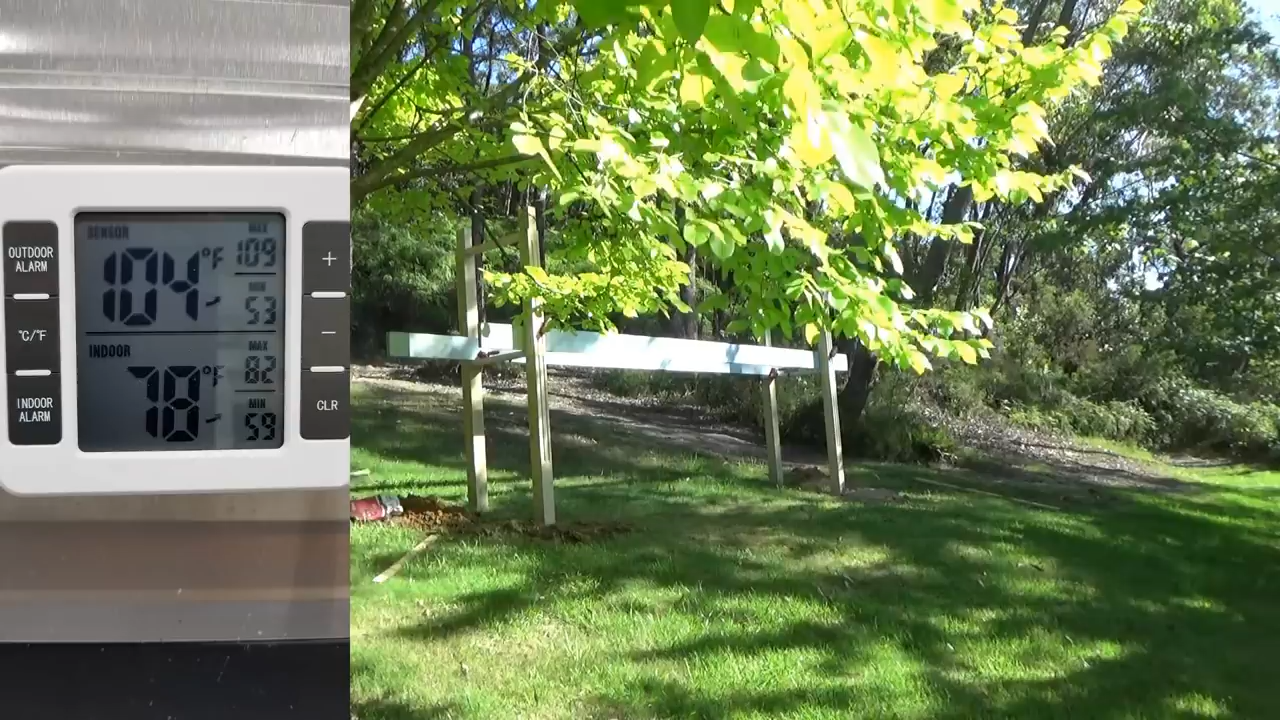 OUTDOOR
ALARM
°C/°F
INDOOR
ALARM
SENSOR
104°F
MAX
109
MIN
53
INDOOR
78°F
MAX
82
MIN
59
+
−
CLR